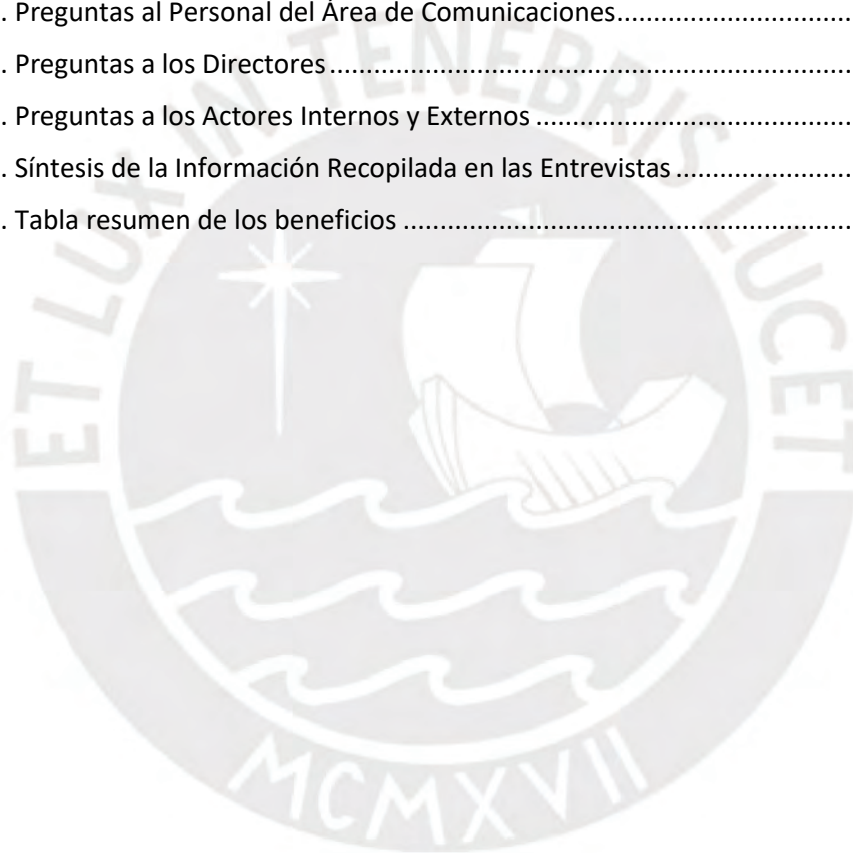 . Preguntas al Personal del Área de Comunicaciones......................................
. Preguntas a los Directores........................................................................................
. Preguntas a los Actores Internos y Externos ................................................
. Síntesis de la Información Recopilada en las Entrevistas ............................
. Tabla resumen de los beneficios ..................................................................
ET LUX IN TENEBRIS LUCET
MCMXVII